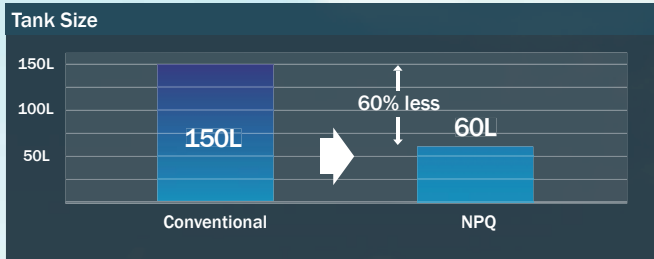 Tank Size
150L
100L
50L
150L
60% less
60L
Conventional
NPQ